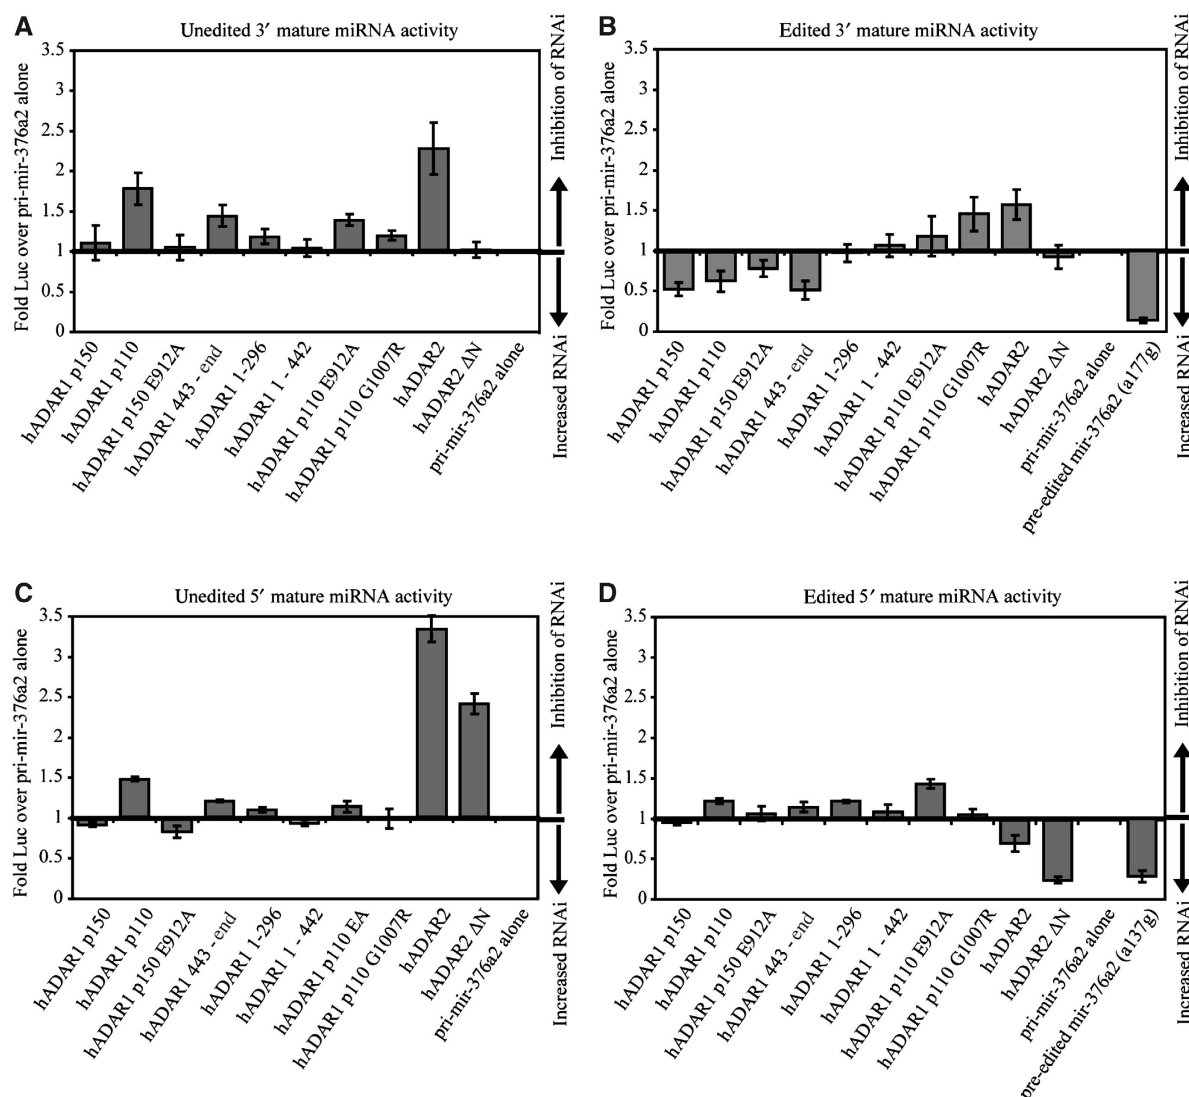 A
Unedited 3′ mature miRNA activity
Fold Luc over pri-mir-376a2 alone
3.5
3
2.5
2
1.5
1
0.5
0
Inhibition of RNAi
Increased RNAi
hADAR1 p150
hADAR1 p110
hADAR1 p150 E912A
hADAR1 443 - end
hADAR1 1-296
hADAR1 1 - 442
hADAR1 p110 E912A
hADAR1 p110 G1007R
hADAR2
hADAR2 ΔN
pri-mir-376a2 alone
B
Edited 3′ mature miRNA activity
Fold Luc over pri-mir-376a2 alone
3.5
3
2.5
2
1.5
1
0.5
0
Inhibition of RNAi
Increased RNAi
hADAR1 p150
hADAR1 p110
hADAR1 p150 E912A
hADAR1 443 - end
hADAR1 1-296
hADAR1 1 - 442
hADAR1 p110 E912A
hADAR1 p110 G1007R
hADAR2
hADAR2 ΔN
pri-mir-376a2 alone
pre-edited mir-376a2 (a177g)
C
Unedited 5′ mature miRNA activity
Fold Luc over pri-mir-376a2 alone
3.5
3
2.5
2
1.5
1
0.5
0
Inhibition of RNAi
Increased RNAi
hADAR1 p150
hADAR1 p110
hADAR1 p150 E912A
hADAR1 443 - end
hADAR1 1-296
hADAR1 1 - 442
hADAR1 p110 EA
hADAR1 p110 G1007R
hADAR2
hADAR2 ΔN
pri-mir-376a2 alone
D
Edited 5′ mature miRNA activity
Fold Luc over pri-mir-376a2 alone
3.5
3
2.5
2
1.5
1
0.5
0
Inhibition of RNAi
Increased RNAi
hADAR1 p150
hADAR1 p110
hADAR1 p150 E912A
hADAR1 443 - end
hADAR1 1-296
hADAR1 1 - 442
hADAR1 p110 E912A
hADAR1 p110 G1007R
hADAR2
hADAR2 ΔN
pri-mir-376a2 alone
pre-edited mir-376a2 (a137g)